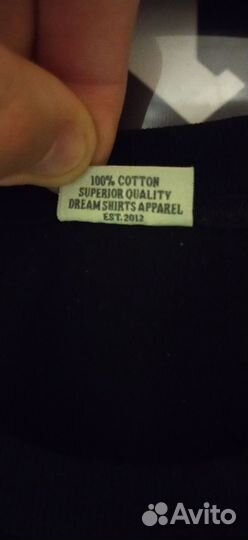 100% COTTON
SUPERIOR QUALITY
DREAM SHIRTS APPAREL
EST. 2012
Avito